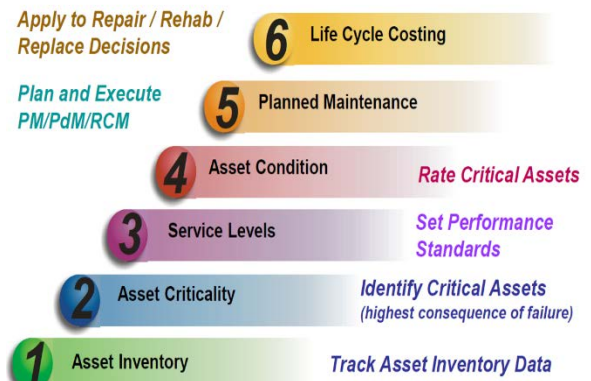 Apply to Repair / Rehab /
Replace Decisions
6 Life Cycle Costing
Plan and Execute
PM/PdM/RCM
5 Planned Maintenance
4 Asset Condition
Rate Critical Assets
3 Service Levels
Set Performance
Standards
2 Asset Criticality
Identify Critical Assets
(highest consequence of failure)
1 Asset Inventory
Track Asset Inventory Data